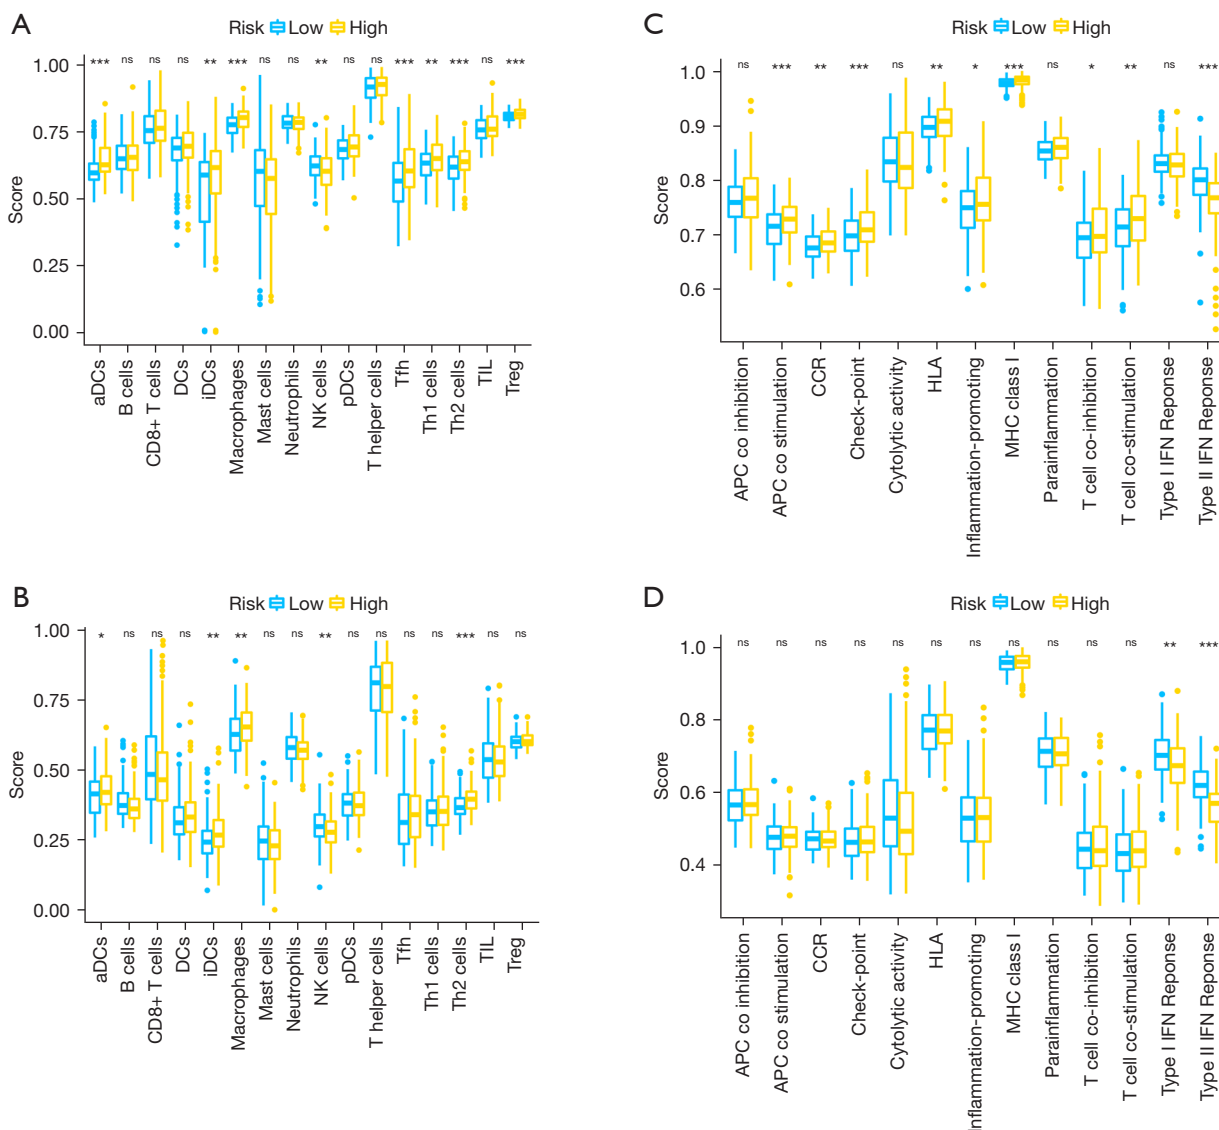 A
Risk Low High
*** ns ns ns ** *** ns ns ** ns ns *** ** *** ns ***
Score
1.00
0.75
0.50
0.25
0.00
aDCs
B cells
CD8+ T cells
DCs
iDCs
Macrophages
Mast cells
Neutrophils
NK cells
pDCs
T helper cells
Tfh
Th1 cells
Th2 cells
TIL
Treg
C
Risk Low High
ns *** ** *** ns ** * *** ns * ** ns ***
Score
1.0
0.9
0.8
0.7
0.6
APC co inhibition
APC co stimulation
CCR
Check-point
Cytolytic activity
HLA
Inflammation-promoting
MHC class I
Parainflammation
T cell co-inhibition
T cell co-stimulation
Type I IFN Reponse
Type II IFN Reponse
B
Risk Low High
* ns ns ns ** ** ns ns ** ns ns ns ns *** ns ns
Score
1.00
0.75
0.50
0.25
0.00
aDCs
B cells
CD8+ T cells
DCs
iDCs
Macrophages
Mast cells
Neutrophils
NK cells
pDCs
T helper cells
Tfh
Th1 cells
Th2 cells
TIL
Treg
D
Risk Low High
ns ns ns ns ns ns ns ns ns ns ns ** ***
Score
1.0
0.8
0.6
0.4
APC co inhibition
APC co stimulation
CCR
Check-point
Cytolytic activity
HLA
Inflammation-promoting
MHC class I
Parainflammation
T cell co-inhibition
T cell co-stimulation
Type I IFN Reponse
Type II IFN Reponse